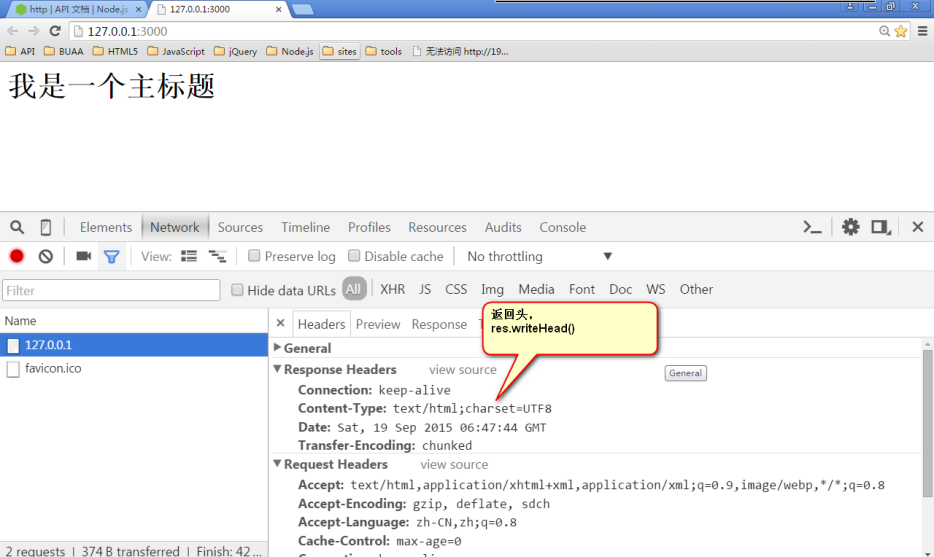 http | API 文档 | Node.js
127.0.0.1:3000
127.0.0.1:3000
API BUAA HTML5 JavaScript jQuery Node.js sites tools 无法访问 http://19...
我是一个主标题
Elements Network Sources Timeline Profiles Resources Audits Console
View: Preserve log Disable cache No throttling
Filter Hide data URLs All XHR JS CSS Img Media Font Doc WS Other
Name
127.0.0.1
favicon.ico
2 requests | 374 B transferred | Finish: 42 ...
Headers Preview Response
返回头，
res.writeHead()
General
Response Headers view source
General
Connection: keep-alive
Content-Type: text/html;charset=UTF8
Date: Sat, 19 Sep 2015 06:47:44 GMT
Transfer-Encoding: chunked
Request Headers view source
Accept: text/html,application/xhtml+xml,application/xml;q=0.9,image/webp,*/*;q=0.8
Accept-Encoding: gzip, deflate, sdch
Accept-Language: zh-CN,zh;q=0.8
Cache-Control: max-age=0